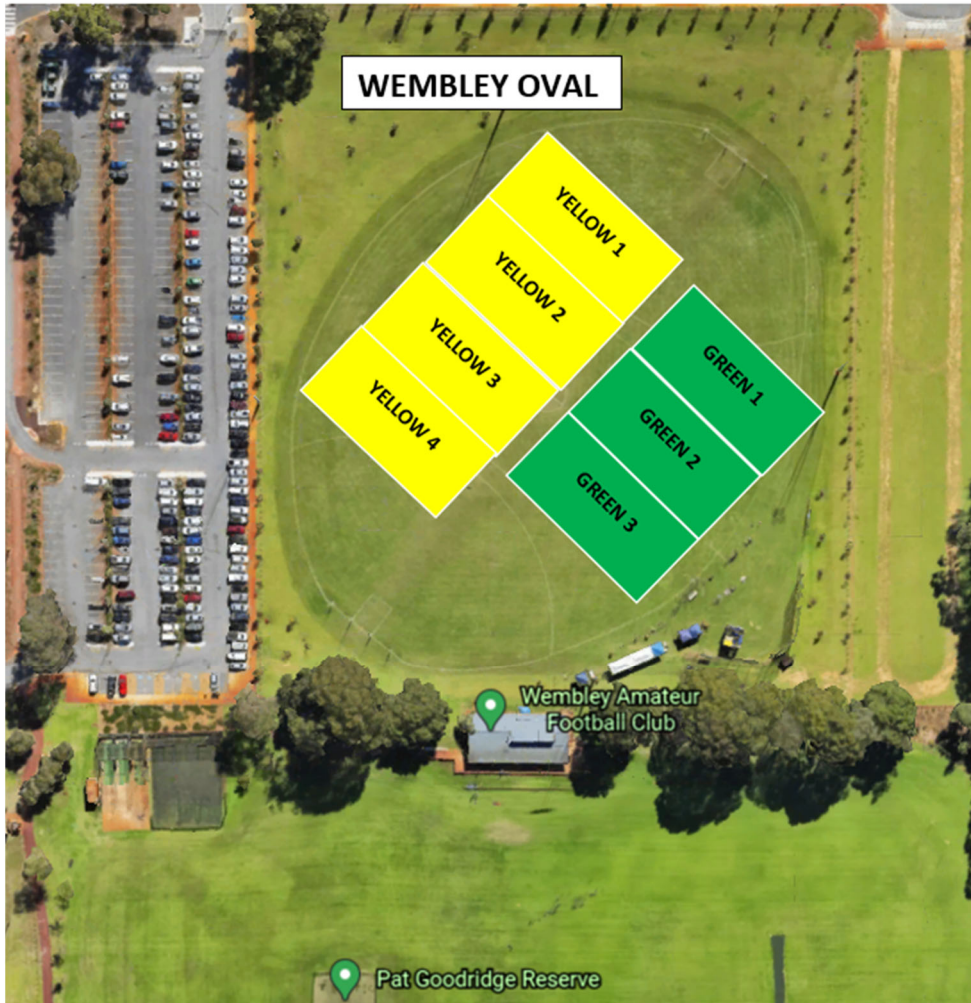 WEMBLEY OVAL
YELLOW 1
YELLOW 2
YELLOW 3
YELLOW 4
GREEN 1
GREEN 2
GREEN 3
Wembley Amateur
Football Club
Pat Goodridge Reserve